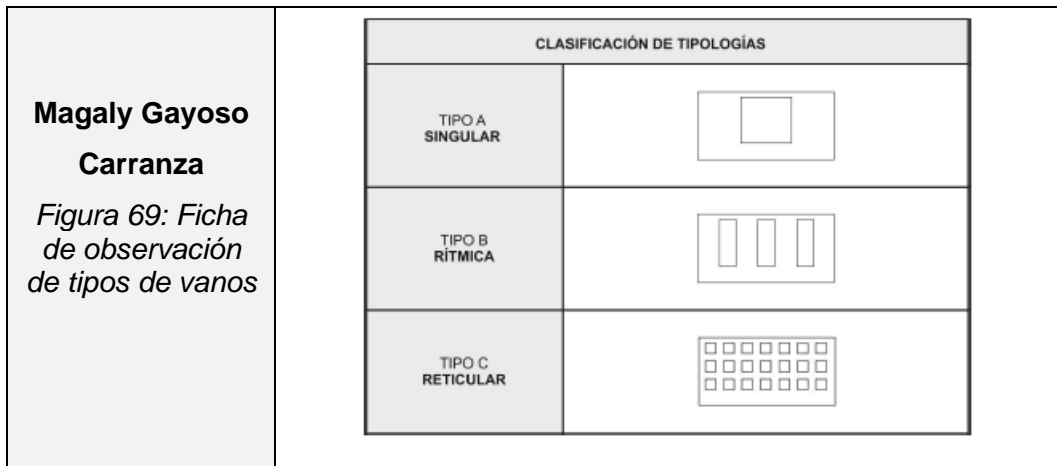 Magaly Gayoso
Carranza
Figura 69: Ficha
de observación
de tipos de vanos
CLASIFICACIÓN DE TIPOLOGÍAS
TIPO A
SINGULAR
TIPO B
RÍTMICA
TIPO C
RETICULAR